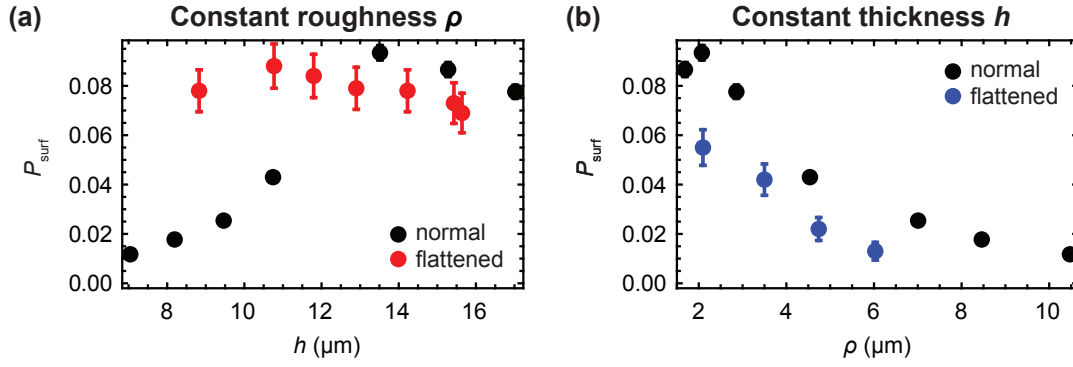 (a) Constant roughness ρ
P surf
0.08
0.06
0.04
0.02
0.00
normal
flattened
8 10 12 14 16
h (μm)
(b) Constant thickness h
P surf
0.08
0.06
0.04
0.02
0.00
normal
flattened
2 4 6 8 10
ρ (μm)